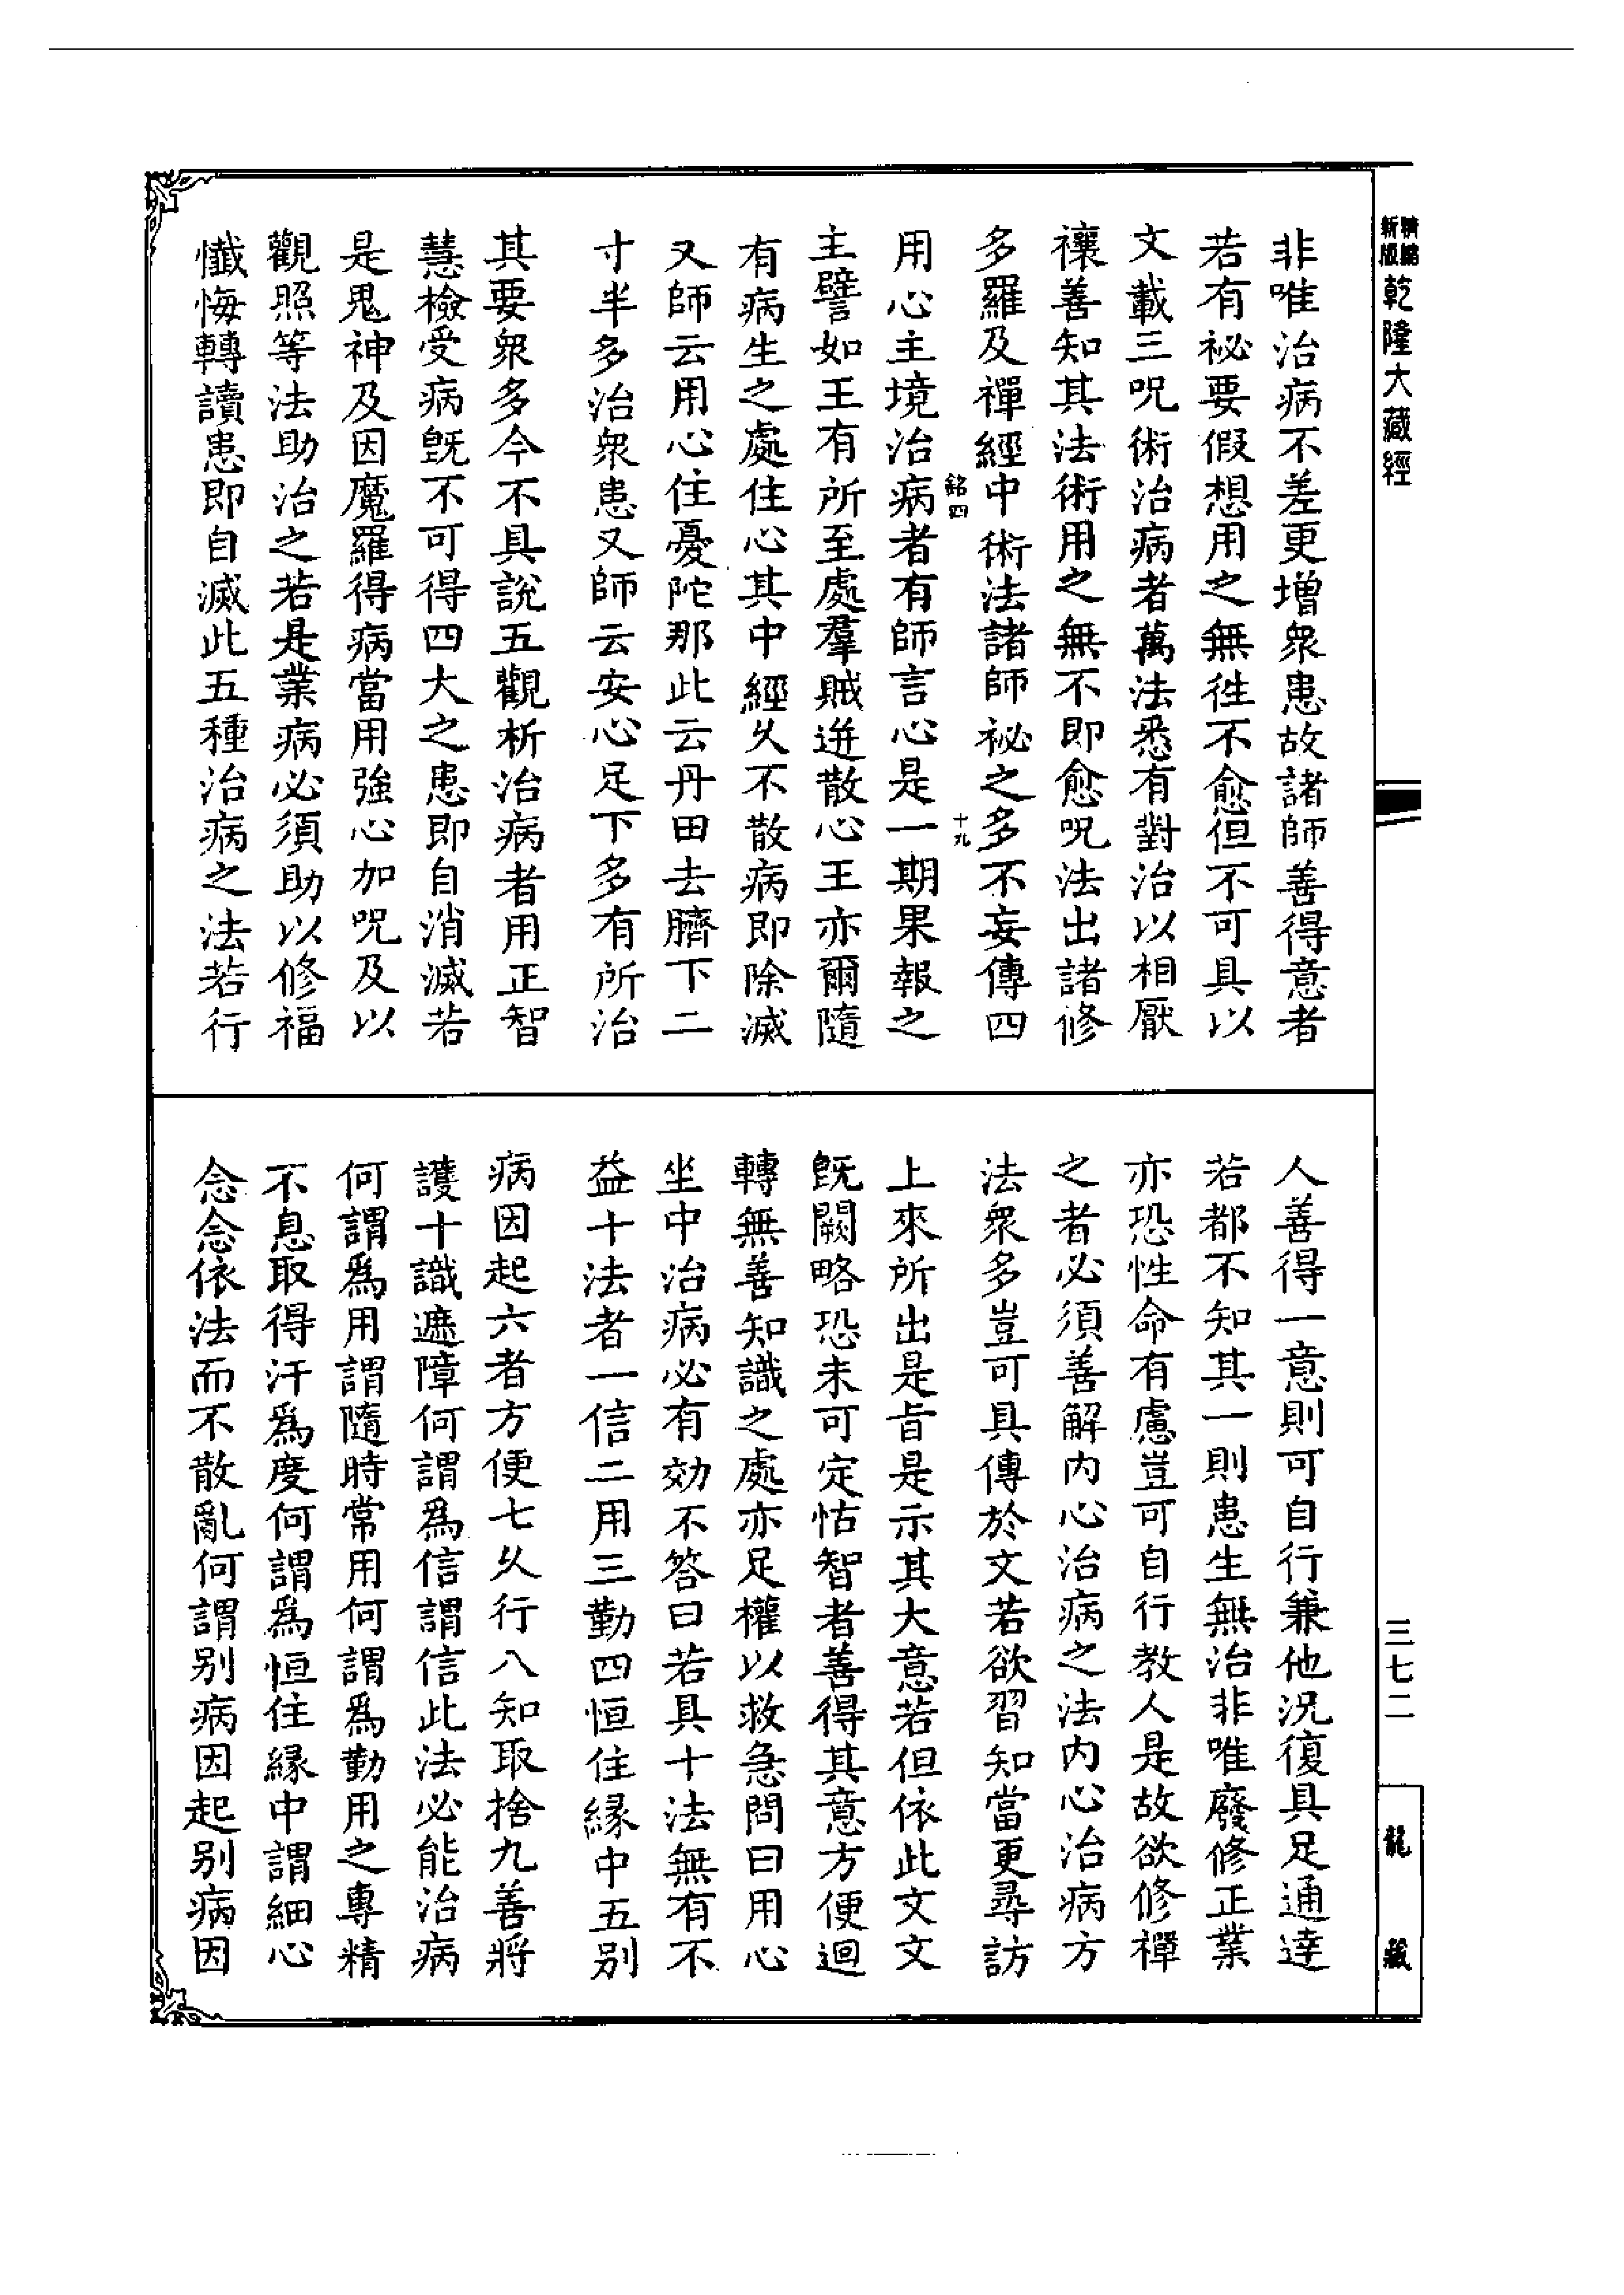 新編縮版
乾隆大藏經
非唯治病不差更增衆患故諸師善得意者
若有祕要假想用之無徃不愈但不可具以
文載三呪術治病者萬法悉有對治以相厭
禳善知其法術用之無不即愈呪法出諸修
多羅及禪經中術法諸師祕之多不妄傳四
銘四
十九
用心主境治病者有師言心是一期果報之
主譬如王有所至處羣賊迸散心王亦爾隨
有病生之處住心其中經久不散病即除滅
又師云用心住憂陀那此云丹田去臍下二
寸半多治衆患又師云安心足下多有所治
其要衆多今不具說五觀析治病者用正智
慧檢受病旣不可得四大之患即自消滅若
是鬼神及因魔羅得病當用強心加呪及以
觀照等法助治之若是業病必須助以修福
懺悔轉讀患即自滅此五種治病之法若行
人善得一意則可自行兼他況復具足通達
若都不知其一則患生無治非唯廢修正業
亦恐性命有慮豈可自行教人是故欲修禪
之者必須善解内心治病之法内心治病方
法衆多豈可具傳於文若欲習知當更尋訪
上來所出是旨是示其大意若但依此文文
旣闕略恐未可定怙智者善得其意方便迴
轉無善知識之處亦足權以救急問曰用心
坐中治病必有効不答曰若具十法無有不
益十法者一信二用三勤四恒住緣中五别
病因起六者方便七乆行八知取捨九善將
護十識遮障何謂爲信謂信此法必能治病
何謂爲用謂隨時常用何謂爲勤用之專精
不息取得汗爲度何謂爲恒住緣中謂細心
念念依法而不散亂何謂别病因起别病因
三七二
龍藏